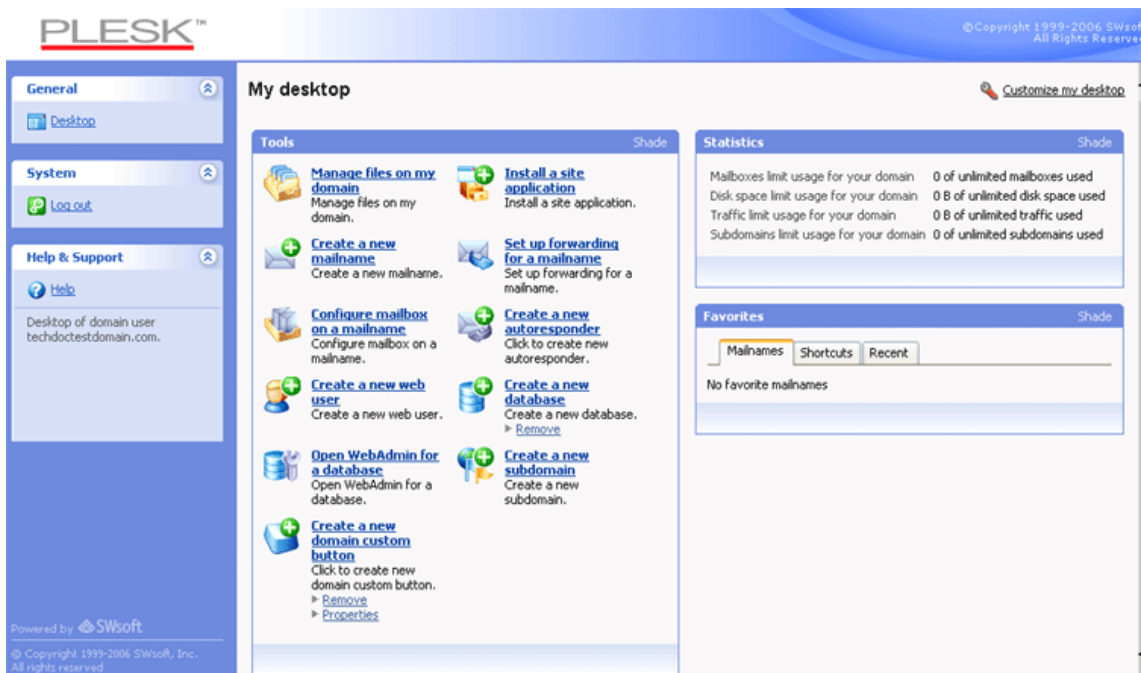 PLESK™
©Copyright 1999-2006 SWsoft
All Rights Reserved
General
Desktop
System
Log out
Help & Support
Help
Desktop of domain user
techdoctestdomain.com.
Powered by SWsoft
© Copyright 1999-2006 SWsoft, Inc.
All rights reserved
My desktop
Customize my desktop
Tools
Shade
Manage files on my
domain
Manage files on my
domain.
Install a site
application
Install a site application.
Create a new
mailname
Create a new mailname.
Set up forwarding
for a mailname
Set up forwarding for a
mailname.
Configure mailbox
on a mailname
Configure mailbox on a
mailname.
Create a new
autoresponder
Click to create new
autoresponder.
Create a new web
user
Create a new web user.
Create a new
database
Create a new database.
Remove
Open WebAdmin for
a database
Open WebAdmin for a
database.
Create a new
subdomain
Create a new
subdomain.
Create a new
domain custom
button
Click to create new
domain custom button.
Remove
Properties
Statistics
Shade
Mailboxes limit usage for your domain 0 of unlimited mailboxes used
Disk space limit usage for your domain 0 B of unlimited disk space used
Traffic limit usage for your domain 0 B of unlimited traffic used
Subdomains limit usage for your domain 0 of unlimited subdomains used
Favorites
Shade
Mailnames Shortcuts Recent
No favorite mailnames